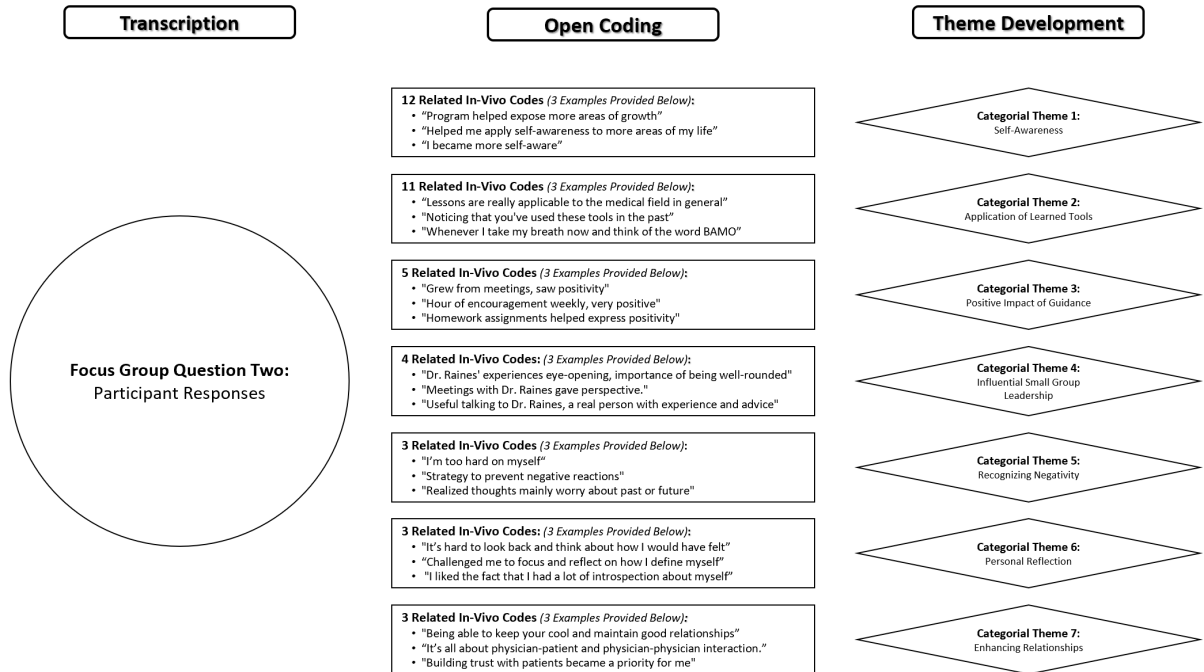 Transcription
Open Coding
Theme Development
12 Related In-Vivo Codes (3 Examples Provided Below):
• “Program helped expose more areas of growth”
• “Helped me apply self-awareness to more areas of my life”
• “I became more self-aware”
Categorial Theme 1:
Self-Awareness
11 Related In-Vivo Codes (3 Examples Provided Below):
• “Lessons are really applicable to the medical field in general”
• "Noticing that you've used these tools in the past”
• "Whenever I take my breath now and think of the word BAMO”
Categorial Theme 2:
Application of Learned Tools
5 Related In-Vivo Codes (3 Examples Provided Below):
• "Grew from meetings, saw positivity"
• "Hour of encouragement weekly, very positive"
• "Homework assignments helped express positivity"
Categorial Theme 3:
Positive Impact of Guidance
Focus Group Question Two:
Participant Responses
4 Related In-Vivo Codes: (3 Examples Provided Below):
• "Dr. Raines' experiences eye-opening, importance of being well-rounded"
• "Meetings with Dr. Raines gave perspective."
• "Useful talking to Dr. Raines, a real person with experience and advice"
Categorial Theme 4:
Influential Small Group
Leadership
3 Related In-Vivo Codes (3 Examples Provided Below):
• "I’m too hard on myself“
• "Strategy to prevent negative reactions"
• "Realized thoughts mainly worry about past or future"
Categorial Theme 5:
Recognizing Negativity
3 Related In-Vivo Codes: (3 Examples Provided Below):
• "It’s hard to look back and think about how I would have felt”
• “Challenged me to focus and reflect on how I define myself”
• "I liked the fact that I had a lot of introspection about myself”
Categorial Theme 6:
Personal Reflection
3 Related In-Vivo Codes (3 Examples Provided Below):
• "Being able to keep your cool and maintain good relationships”
• “It’s all about physician-patient and physician-physician interaction.”
• "Building trust with patients became a priority for me"
Categorial Theme 7:
Enhancing Relationships